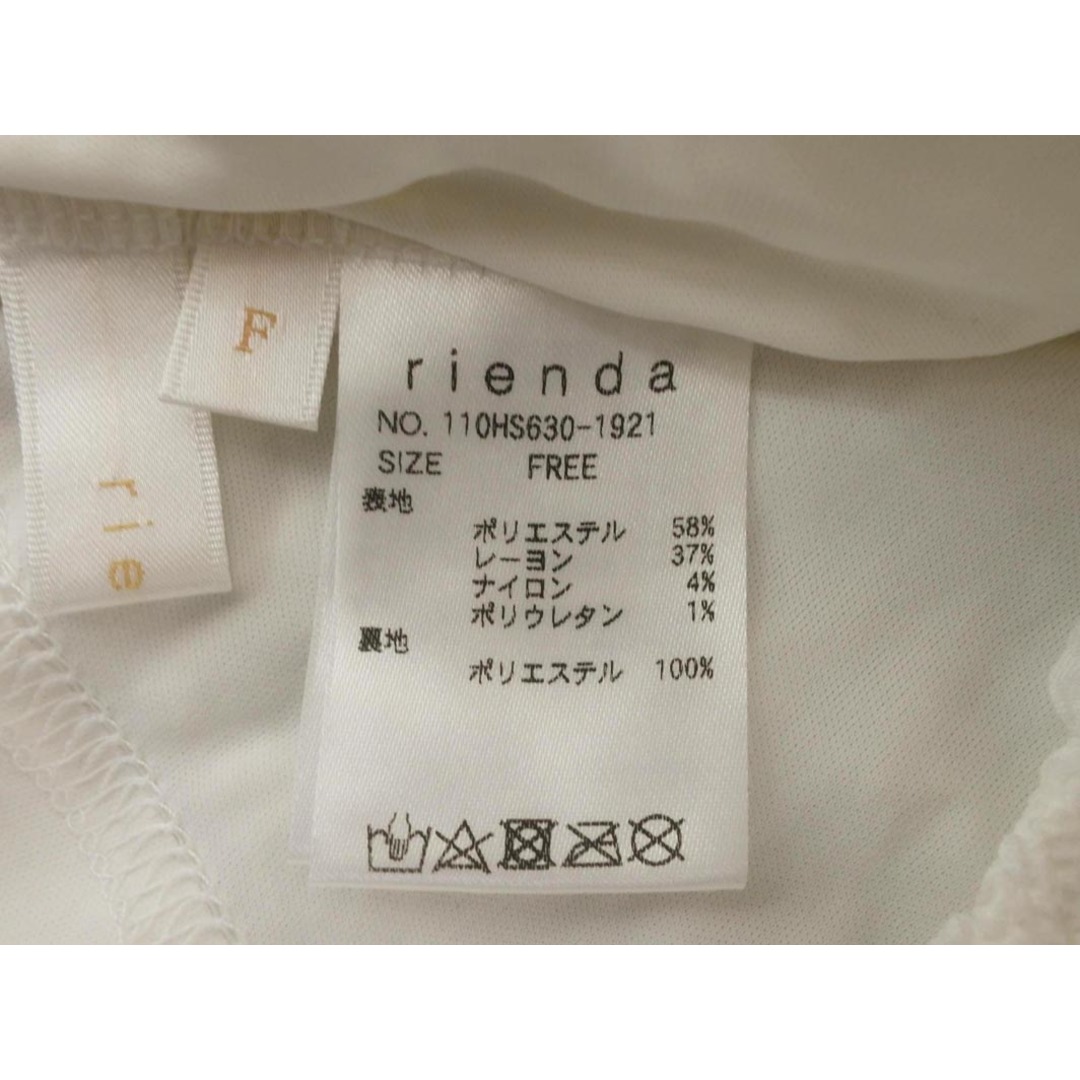 F
rie
rienda
NO. 110HS630-1921
SIZE FREE
表地
ポリエステル 58%
レーヨン 37%
ナイロン 4%
ポリウレタン 1%
裏地
ポリエステル 100%